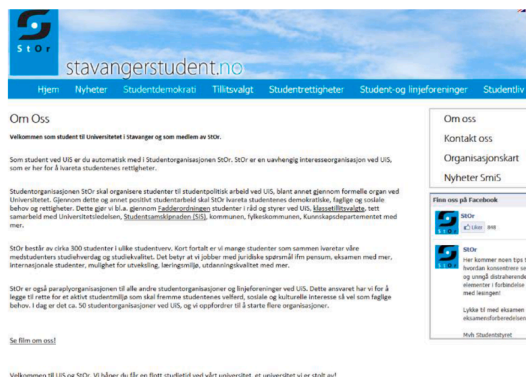 StOr
stavangerstudent.no
Hjem Nyheter Studentdemokrati Tillitsvalgt Studentrettigheter Student-og linjeforeninger Studentliv
Om Oss
Velkommen som student til Universitetet i Stavanger og som medlem av StOr.
Som student ved UiS er du automatisk med i Studentorganisasjonen StOr. StOr er en uavhengig interesseorganisasjon ved UiS,
som er her for å ivareta studentenes rettigheter.
Studentorganisasjonen StOr skal organisere studenter til studentpolitisk arbeid ved UiS, blant annet gjennom formelle organ ved
Universitetet. Gjennom dette og annet positivt studentarbeid skal StOr ivareta studentenes demokratiske, faglige og sosiale
behov og rettigheter. Dette gjør vi bl.a. gjennom Fadderordningen studenter i råd og styrer ved UiS, klassetillitsvalgte, tett
samarbeid med Universitetsledelsen, Studentsamskipnaden (SiS), kommunen, fylkeskommunen, Kunnskapsdepartementet med
mer.
StOr består av cirka 300 studenter i ulike studentverv. Kort fortalt er vi mange studenter som sammen ivaretar våre
medstudenters studiehverdag og studiekvalitet. Det betyr at vi jobber med juridiske spørsmål ifm pensum, eksamen med mer,
internasjonale studenter, mulighet for utveksling, læringsmiljø, utdanningskvalitet med mer.
StOr er også paraplyorganisasjonen til alle andre studentorganisasjoner og linjeforeninger ved UiS. Dette ansvaret har vi for å
legge til rette for et aktivt studentmiljø som skal fremme studentenes velferd, sosiale og kulturelle interesse så vel som faglige
behov. I dag er det ca. 50 studentorganisasjoner ved UiS, og vi oppfordrer til å starte flere organisasjoner.
Se film om oss!
Velkommen til UiS og StOr. Vi håper du får en flott studietid ved vårt universitet, et universitet vi er stolt av!
Om oss
Kontakt oss
Organisasjonskart
Nyheter SmiS
Finn oss på Facebook
StOr
Liker
StOr
Her kommer noen tips t
hvordan konsentrere se
og unngå distraherende
elementer i forbindelse
med lesingen!
Lykke til med eksamen
eksamensforberedelsen
Mvh Studentstyret